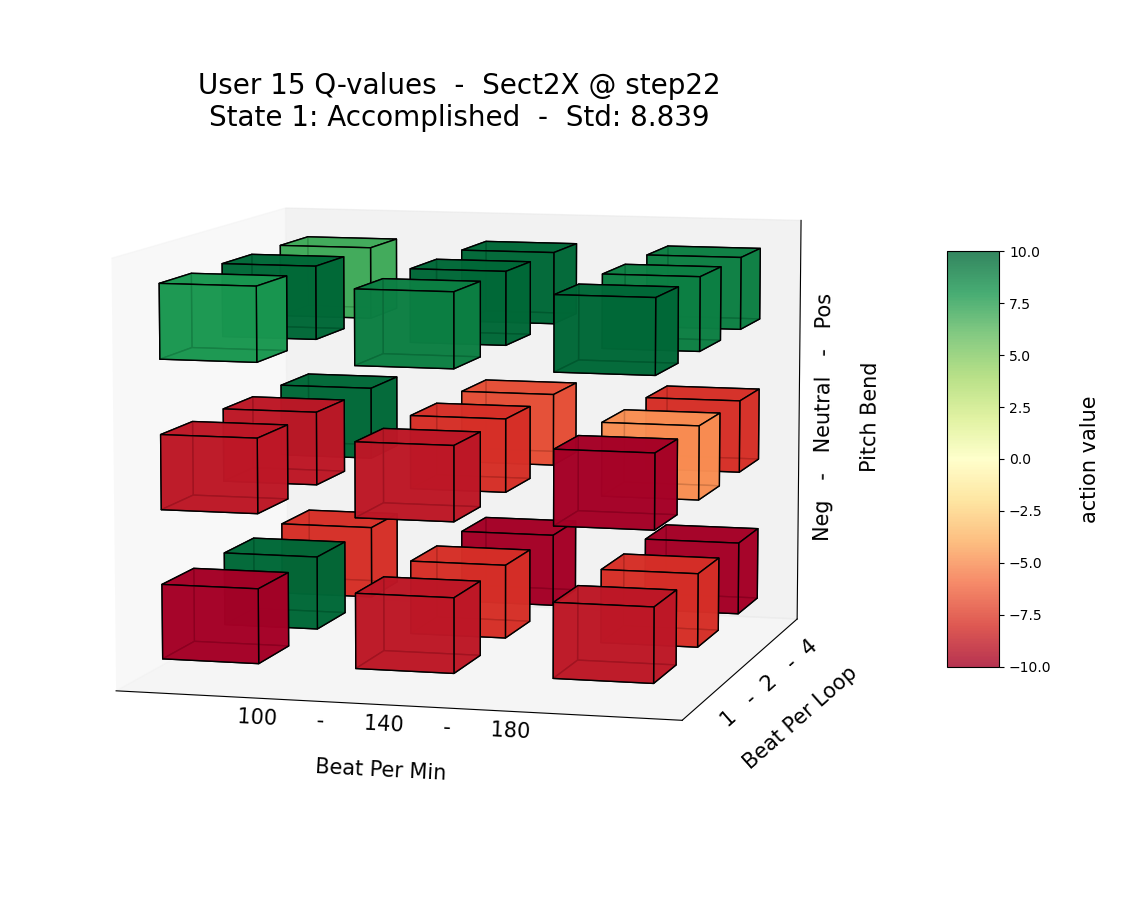 User 15 Q-values  -  Sect2X @ step22
State 1: Accomplished  -  Std: 8.839
Neg   -   Neutral   -   Pos
Pitch Bend
100   -   140   -   180
Beat Per Min
1  -  2  -  4
Beat Per Loop
10.0
7.5
5.0
2.5
0.0
−2.5
−5.0
−7.5
−10.0
action value